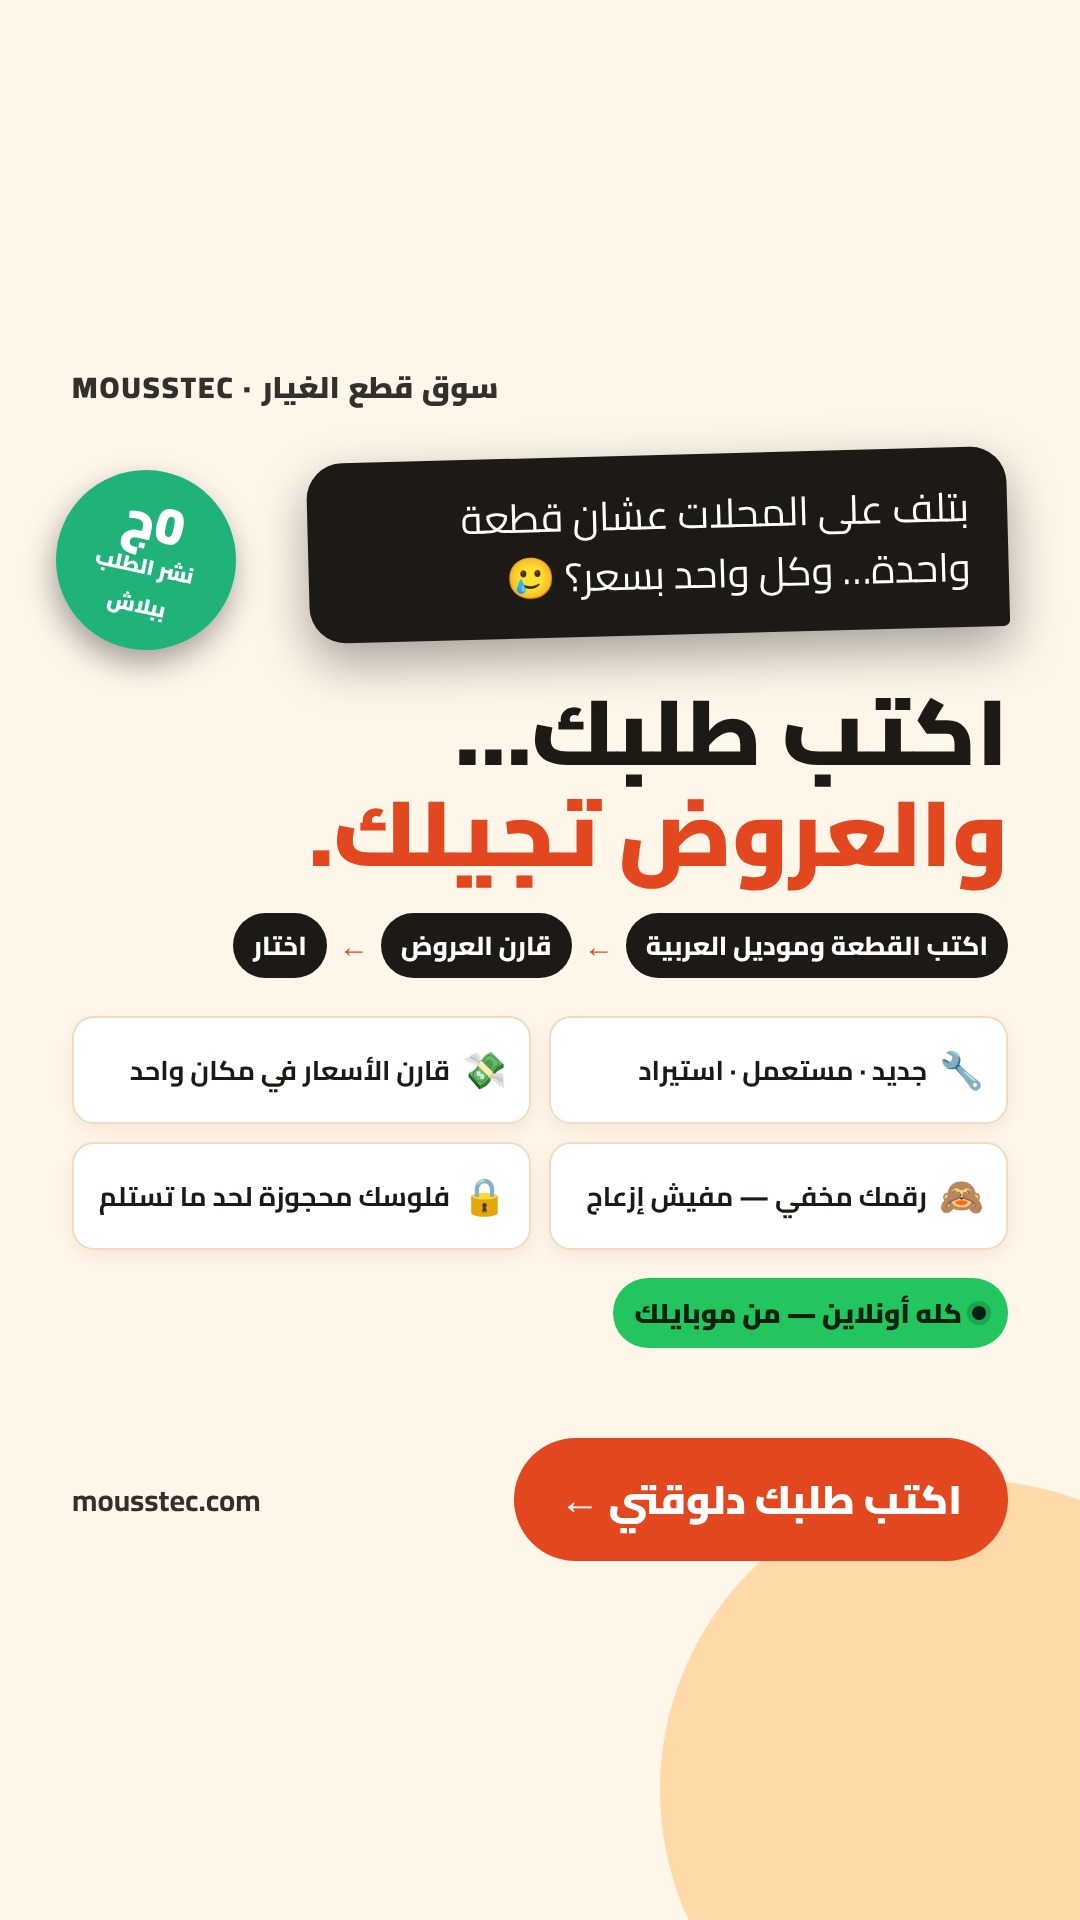 سوق قطع الغيار · MOUSSTEC
بتلف على المحلات عشان قطعة
واحدة... وكل واحد بسعر؟ 🥲
0ج
نشر الطلب
ببلاش
اكتب طلبك...
والعروض تجيلك.
اكتب القطعة وموديل العربية ← قارن العروض ← اختار
🔧 جديد · مستعمل · استيراد
💸 قارن الأسعار في مكان واحد
🙈 رقمك مخفي — مفيش إزعاج
🔒 فلوسك محجوزة لحد ما تستلم
كله أونلاين — من موبايلك
اكتب طلبك دلوقتي ←
mousstec.com